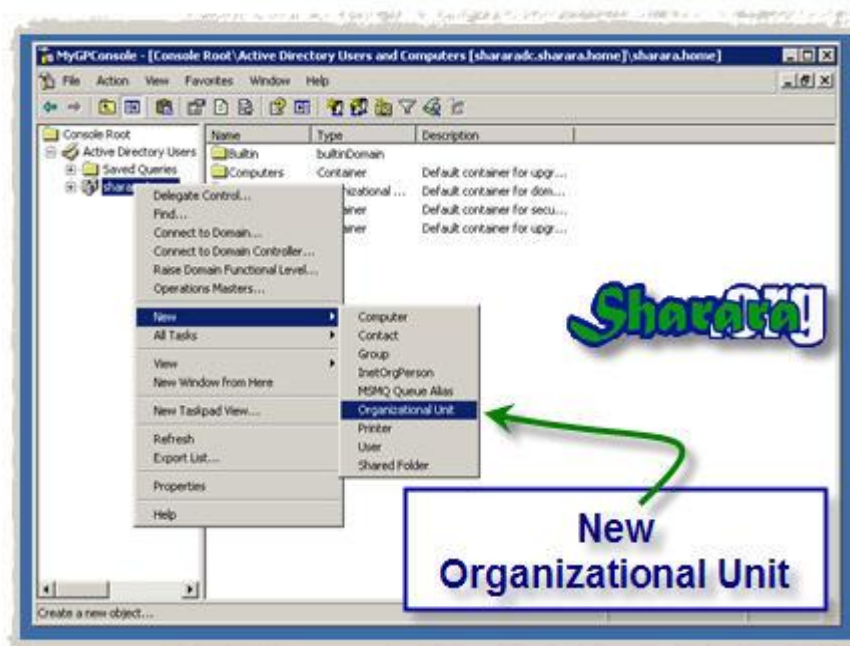 MyGPConsole - [Console Root\Active Directory Users and Computers [shararadc.sharara.home]\sharara.home]
File Action View Favorites Window Help
Console Root
Active Directory Users
Saved Queries
Name Type Description
Builtin builtinDomain
Computers Container Default container for upgr...
Default container for dom...
Default container for secu...
Default container for upgr...
Delegate Control...
Find...
Connect to Domain...
Connect to Domain Controller...
Raise Domain Functional Level...
Operations Masters...
New
All Tasks
View
New Window from Here
New Taskpad View...
Refresh
Export List...
Properties
Help
Computer
Contact
Group
InetOrgPerson
MSMQ Queue Alias
Organizational Unit
Printer
User
Shared Folder
Sharara.org
New
Organizational Unit
Create a new object...